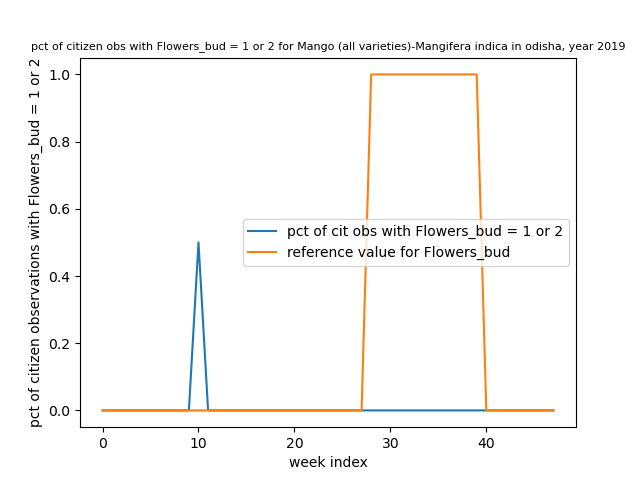 pct of citizen obs with Flowers_bud = 1 or 2 for Mango (all varieties)-Mangifera indica in odisha, year 2019
pct of citizen observations with Flowers_bud = 1 or 2
1.0
0.8
0.6
0.4
0.2
0.0
pct of cit obs with Flowers_bud = 1 or 2
reference value for Flowers_bud
0 10 20 30 40
week index